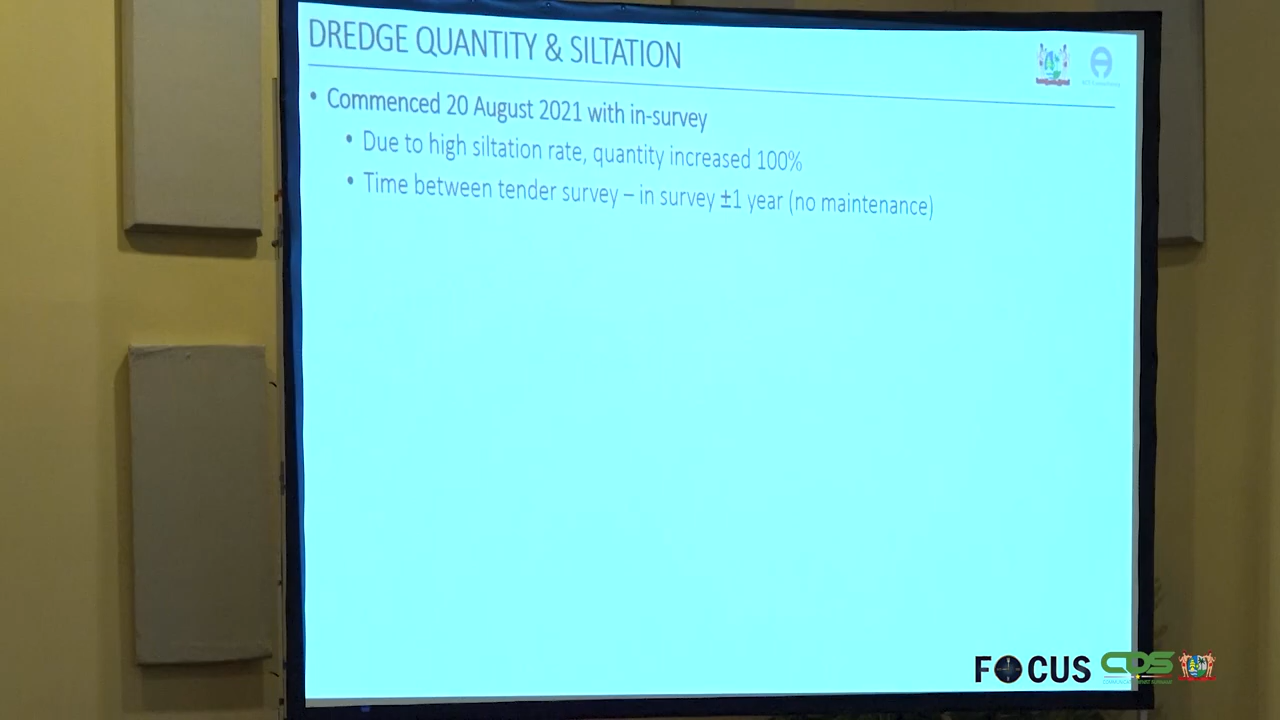 DREDGE QUANTITY & SILTATION
• Commenced 20 August 2021 with in-survey
• Due to high siltation rate, quantity increased 100%
• Time between tender survey – in survey ±1 year (no maintenance)
FOCUS CDS